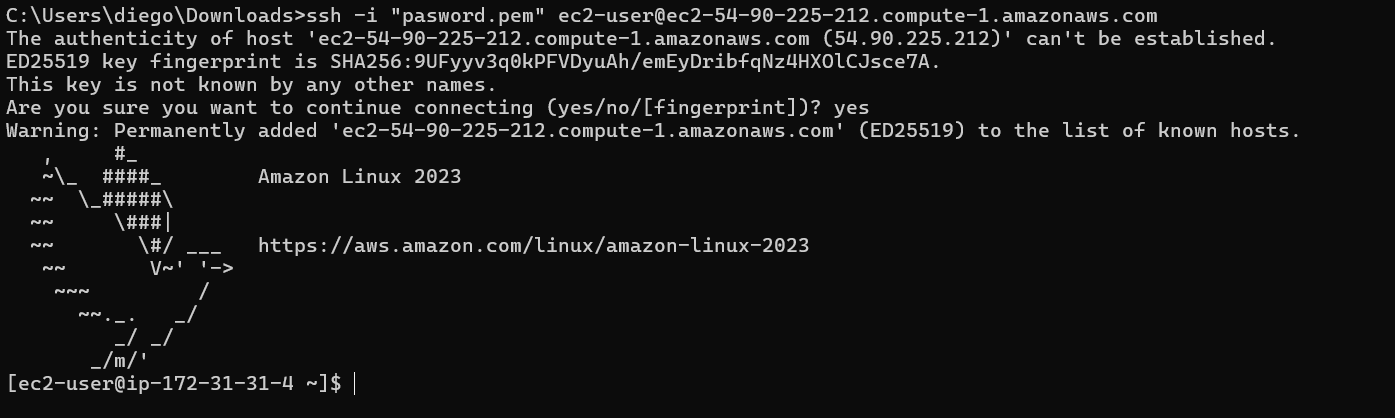 C:\Users\diego\Downloads>ssh -i "pasword.pem" ec2-user@ec2-54-90-225-212.compute-1.amazonaws.com
The authenticity of host 'ec2-54-90-225-212.compute-1.amazonaws.com (54.90.225.212)' can't be established.
ED25519 key fingerprint is SHA256:9UFyyv3q0kPFVDyuAh/emEyDribfqNz4HXOlCJsce7A.
This key is not known by any other names.
Are you sure you want to continue connecting (yes/no/[fingerprint])? yes
Warning: Permanently added 'ec2-54-90-225-212.compute-1.amazonaws.com' (ED25519) to the list of known hosts.
   ,     #_
   ~\_  ####_        Amazon Linux 2023
  ~~  \_#####\
  ~~     \###|
  ~~       \#/ ___   https://aws.amazon.com/linux/amazon-linux-2023
   ~~       V~' '->
    ~~~         /
      ~~._.   _/
         _/ _/
       _/m/'
[ec2-user@ip-172-31-31-4 ~]$